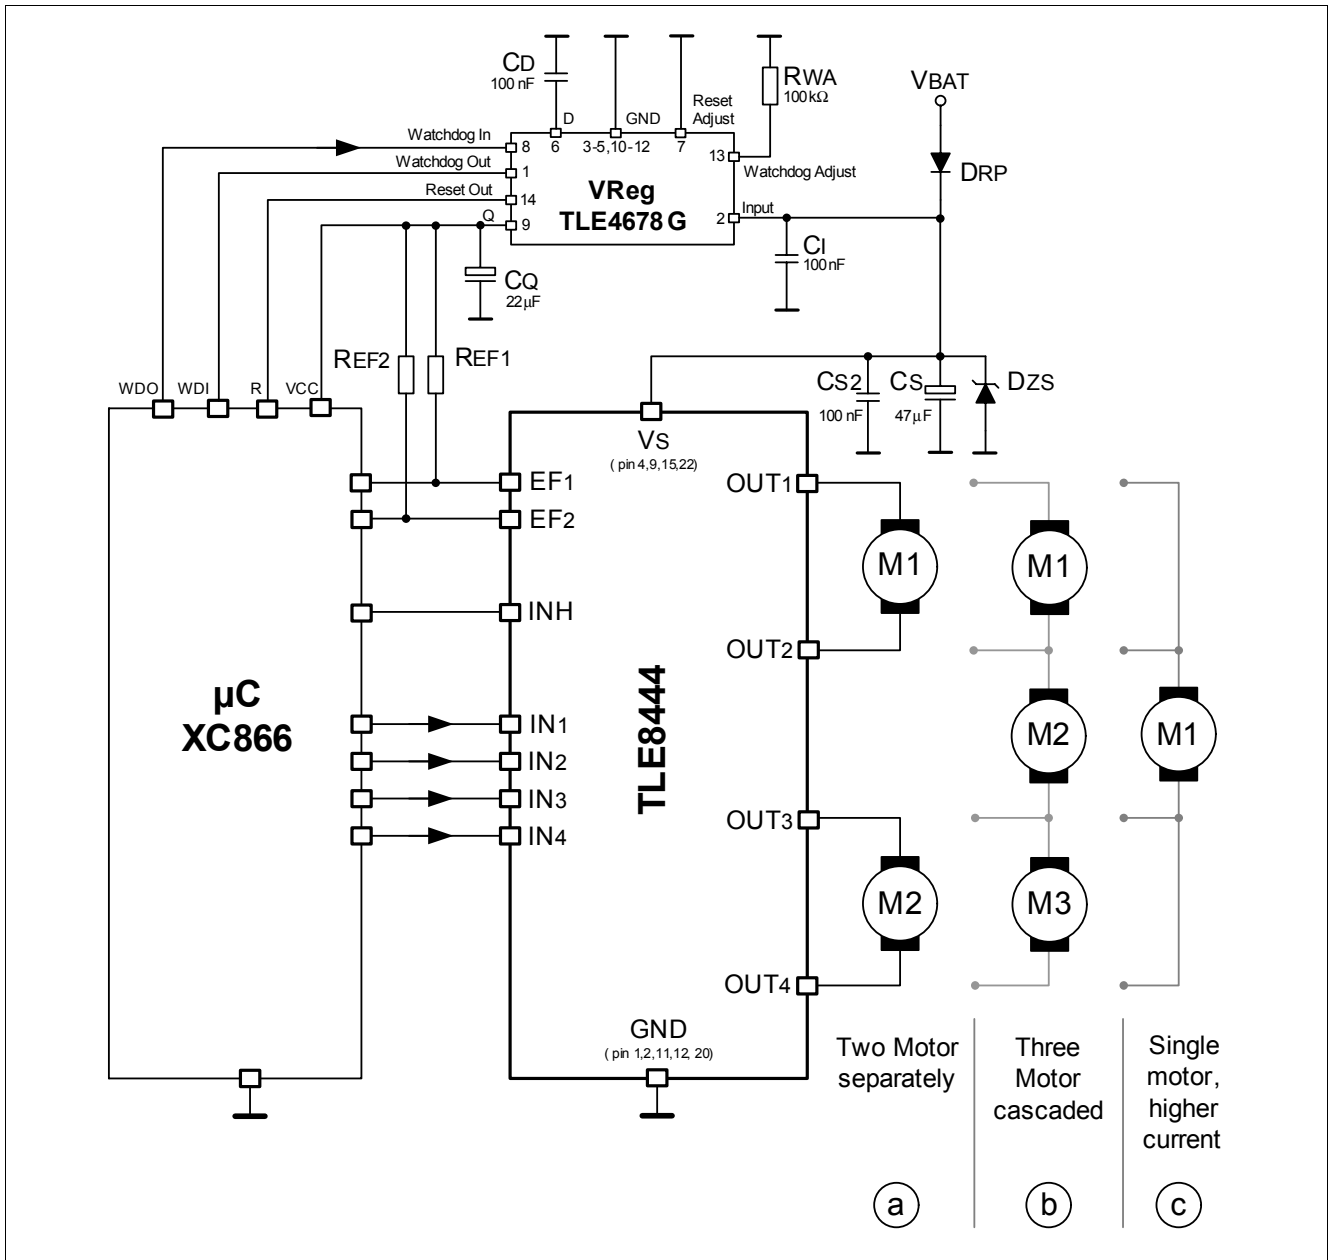 CD
100 nF
RWA
100kΩ
VBAT
D
GND
Reset
Adjust
Watchdog In
8
6
3-5,10-12
7
13
Watchdog Out
1
Watchdog Adjust
DRP
Reset Out
14
VReg
TLE4678 G
Q
9
2
Input
CI
100nF
CQ
22µF
REF2
REF1
WDO
WDI
R
VCC
CS2
100 nF
CS
47µF
DZS
VS
( pin 4,9,15,22)
EF1
OUT1
EF2
M1
M1
INH
OUT2
µC
XC866
TLE8444
IN1
IN2
IN3
IN4
M2
M1
OUT3
M2
M3
OUT4
GND
( pin 1,2,11,12, 20)
Two Motor
separately
Three
Motor
cascaded
Single
motor,
higher
current
a
b
c